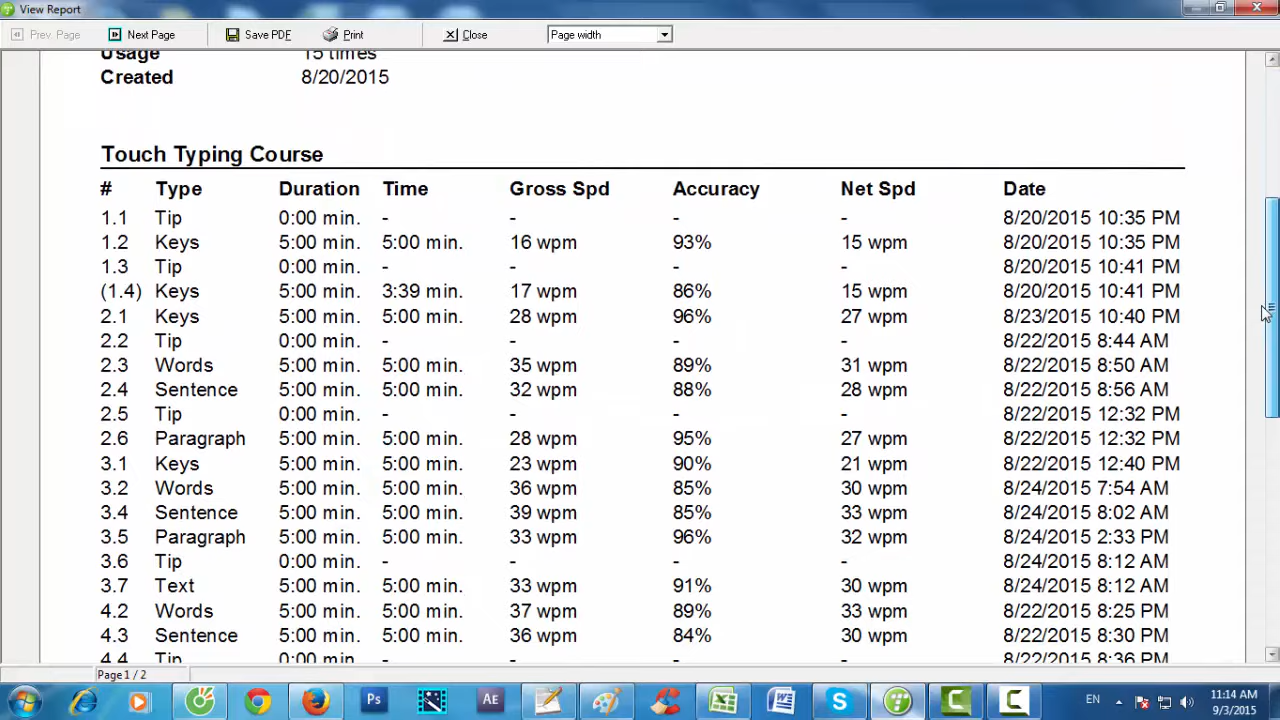 View Report
Prev. Page Next Page Save PDF Print Close Page width
Usage 15 times
Created 8/20/2015
Touch Typing Course
# Type Duration Time Gross Spd Accuracy Net Spd Date
1.1 Tip 0:00 min. - - - - 8/20/2015 10:35 PM
1.2 Keys 5:00 min. 5:00 min. 16 wpm 93% 15 wpm 8/20/2015 10:35 PM
1.3 Tip 0:00 min. - - - - 8/20/2015 10:41 PM
(1.4) Keys 5:00 min. 3:39 min. 17 wpm 86% 15 wpm 8/20/2015 10:41 PM
2.1 Keys 5:00 min. 5:00 min. 28 wpm 96% 27 wpm 8/23/2015 10:40 PM
2.2 Tip 0:00 min. - - - - 8/22/2015 8:44 AM
2.3 Words 5:00 min. 5:00 min. 35 wpm 89% 31 wpm 8/22/2015 8:50 AM
2.4 Sentence 5:00 min. 5:00 min. 32 wpm 88% 28 wpm 8/22/2015 8:56 AM
2.5 Tip 0:00 min. - - - - 8/22/2015 12:32 PM
2.6 Paragraph 5:00 min. 5:00 min. 28 wpm 95% 27 wpm 8/22/2015 12:32 PM
3.1 Keys 5:00 min. 5:00 min. 23 wpm 90% 21 wpm 8/22/2015 12:40 PM
3.2 Words 5:00 min. 5:00 min. 36 wpm 85% 30 wpm 8/24/2015 7:54 AM
3.4 Sentence 5:00 min. 5:00 min. 39 wpm 85% 33 wpm 8/24/2015 8:02 AM
3.5 Paragraph 5:00 min. 5:00 min. 33 wpm 96% 32 wpm 8/24/2015 2:33 PM
3.6 Tip 0:00 min. - - - - 8/24/2015 8:12 AM
3.7 Text 5:00 min. 5:00 min. 33 wpm 91% 30 wpm 8/24/2015 8:12 AM
4.2 Words 5:00 min. 5:00 min. 37 wpm 89% 33 wpm 8/22/2015 8:25 PM
4.3 Sentence 5:00 min. 5:00 min. 36 wpm 84% 30 wpm 8/22/2015 8:30 PM
4.4 Tip 0:00 min. - - - - 8/22/2015 8:36 PM
Page 1 / 2
Ps AE EN 11:14 AM
9/3/2015